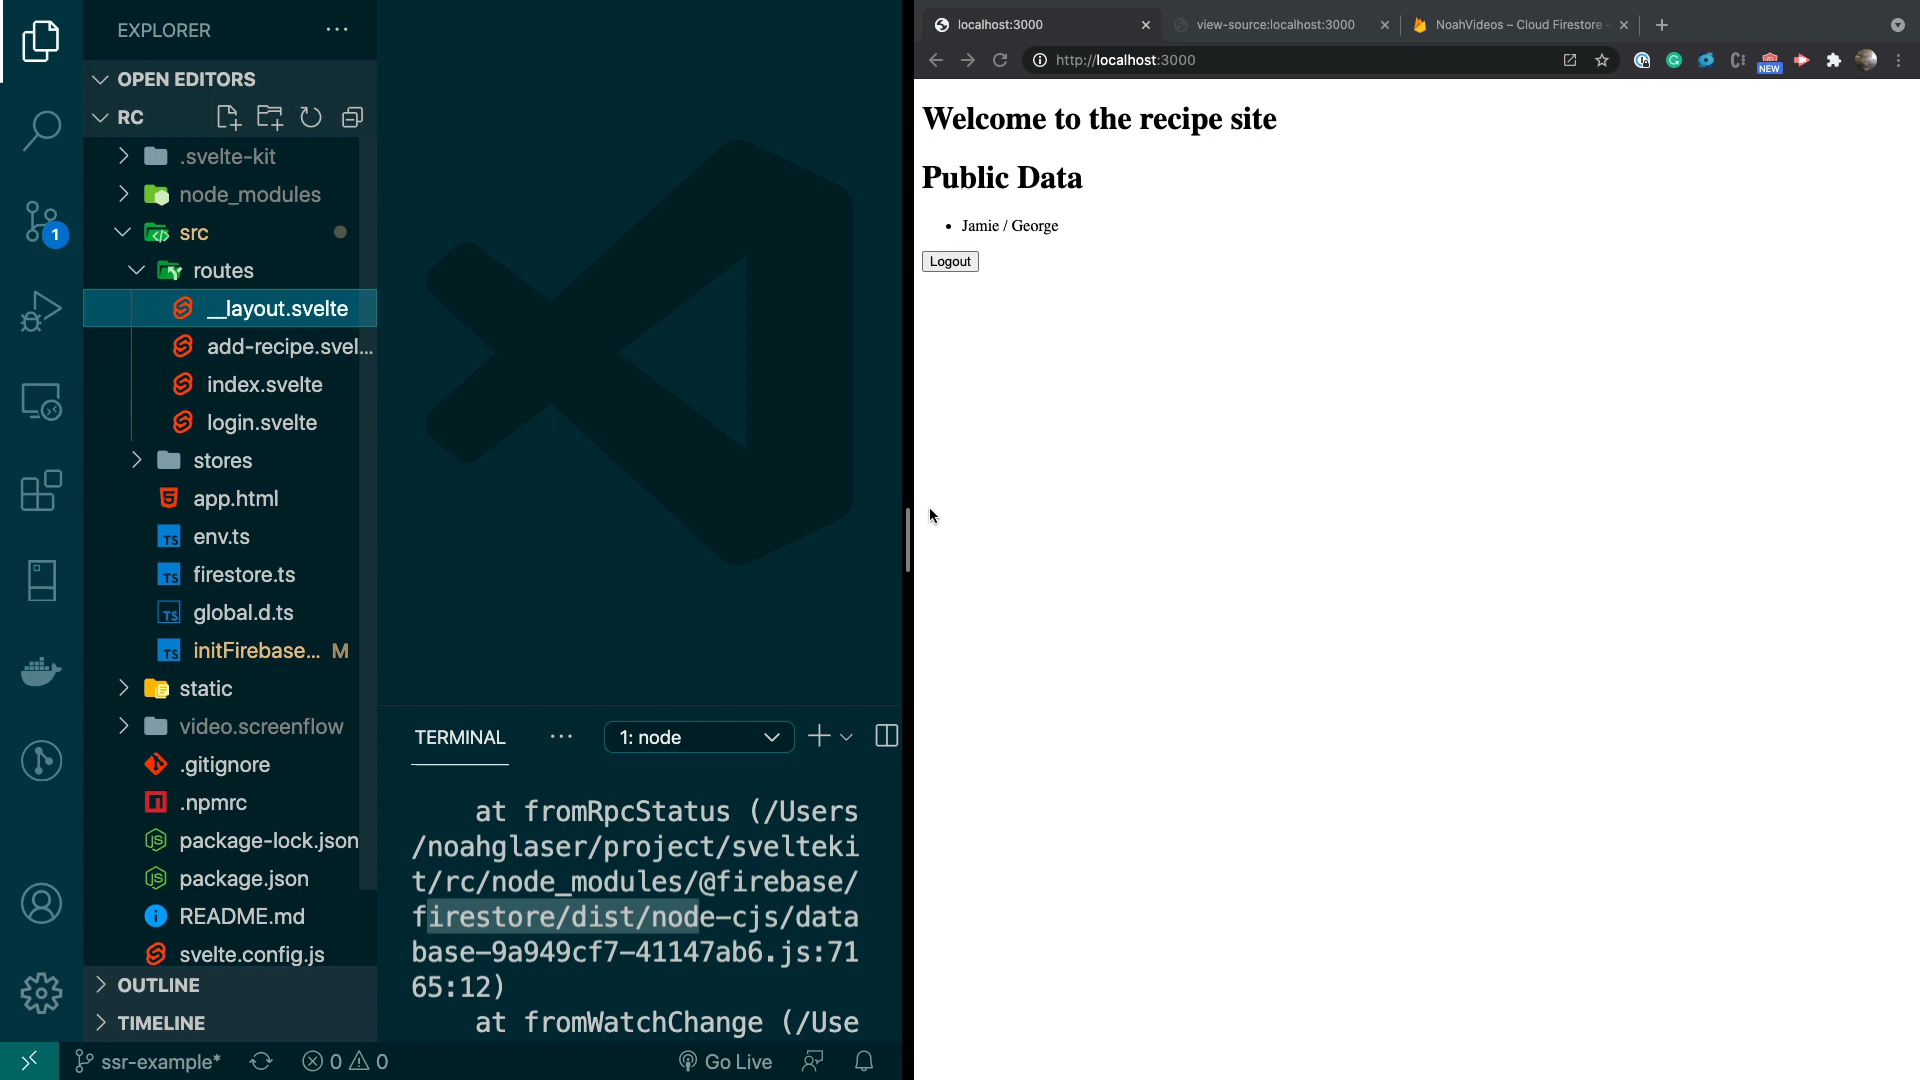 EXPLORER
OPEN EDITORS
RC
.svelte-kit
node_modules
src
routes
__layout.svelte
add-recipe.svel...
index.svelte
login.svelte
stores
app.html
env.ts
firestore.ts
global.d.ts
initFirebase... M
static
video.screenflow
.gitignore
.npmrc
package-lock.json
package.json
README.md
svelte.config.js
OUTLINE
TIMELINE
1
TERMINAL
1: node
at fromRpcStatus (/Users
/noahglaser/project/svelteki
t/rc/node_modules/@firebase/
firestore/dist/node-cjs/data
base-9a949cf7-41147ab6.js:71
65:12)
at fromWatchChange (/Use
ssr-example*
0
0
Go Live
localhost:3000
view-source:localhost:3000
NoahVideos – Cloud Firestore -
http://localhost:3000
NEW
Welcome to the recipe site
Public Data
Jamie / George
Logout